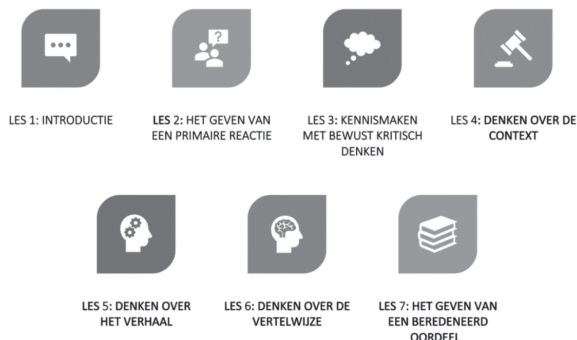 LES 1: INTRODUCTIE
LES 2: HET GEVEN VAN
EEN PRIMAIRE REACTIE
LES 3: KENNISMAKEN
MET BEWUST KRITISCH
DENKEN
LES 4: DENKEN OVER DE
CONTEXT
LES 5: DENKEN OVER
HET VERHAAL
LES 6: DENKEN OVER DE
VERTELWIJZE
LES 7: HET GEVEN VAN
EEN BEREDENEERD
OORDEEL